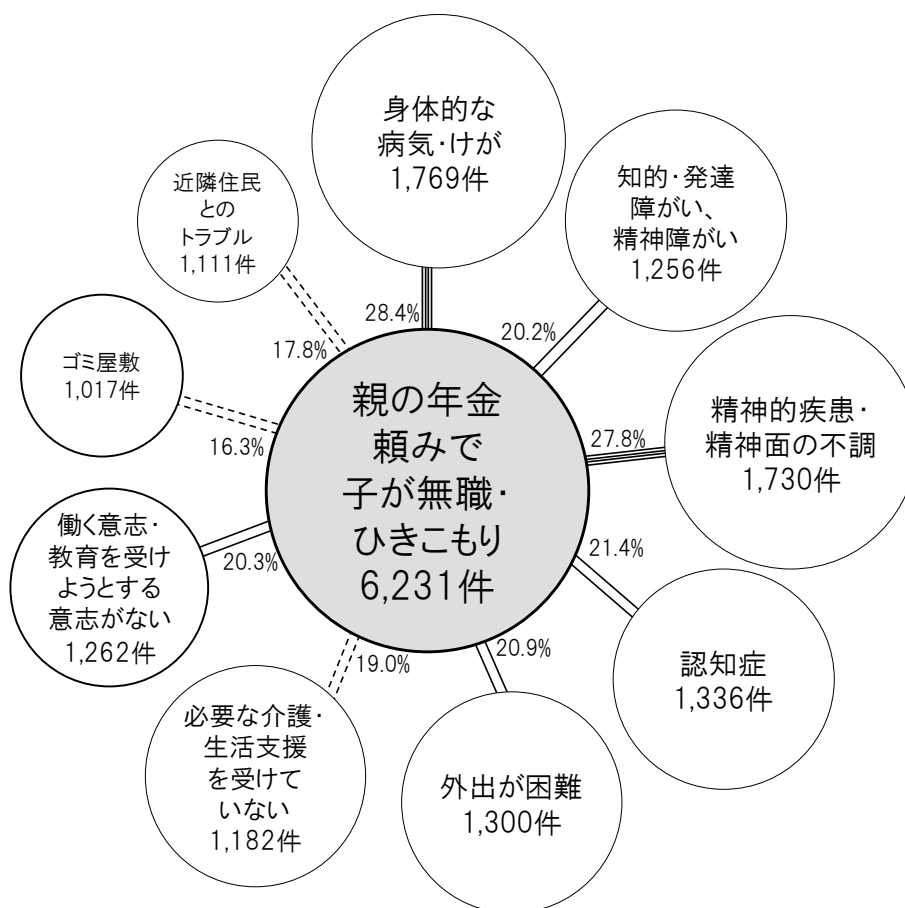 身体的な
病気・けが
1,769件
28.4%
知的・発達
障がい、
精神障がい
1,256件
20.2%
精神的疾患・
精神面の不調
1,730件
27.8%
認知症
1,336件
21.4%
外出が困難
1,300件
20.9%
必要な介護・
生活支援
を受けて
いない
1,182件
19.0%
働く意志・
教育を受け
ようとする
意志がない
1,262件
20.3%
ゴミ屋敷
1,017件
16.3%
近隣住民
との
トラブル
1,111件
17.8%
親の年金
頼みで
子が無職・
ひきこもり
6,231件